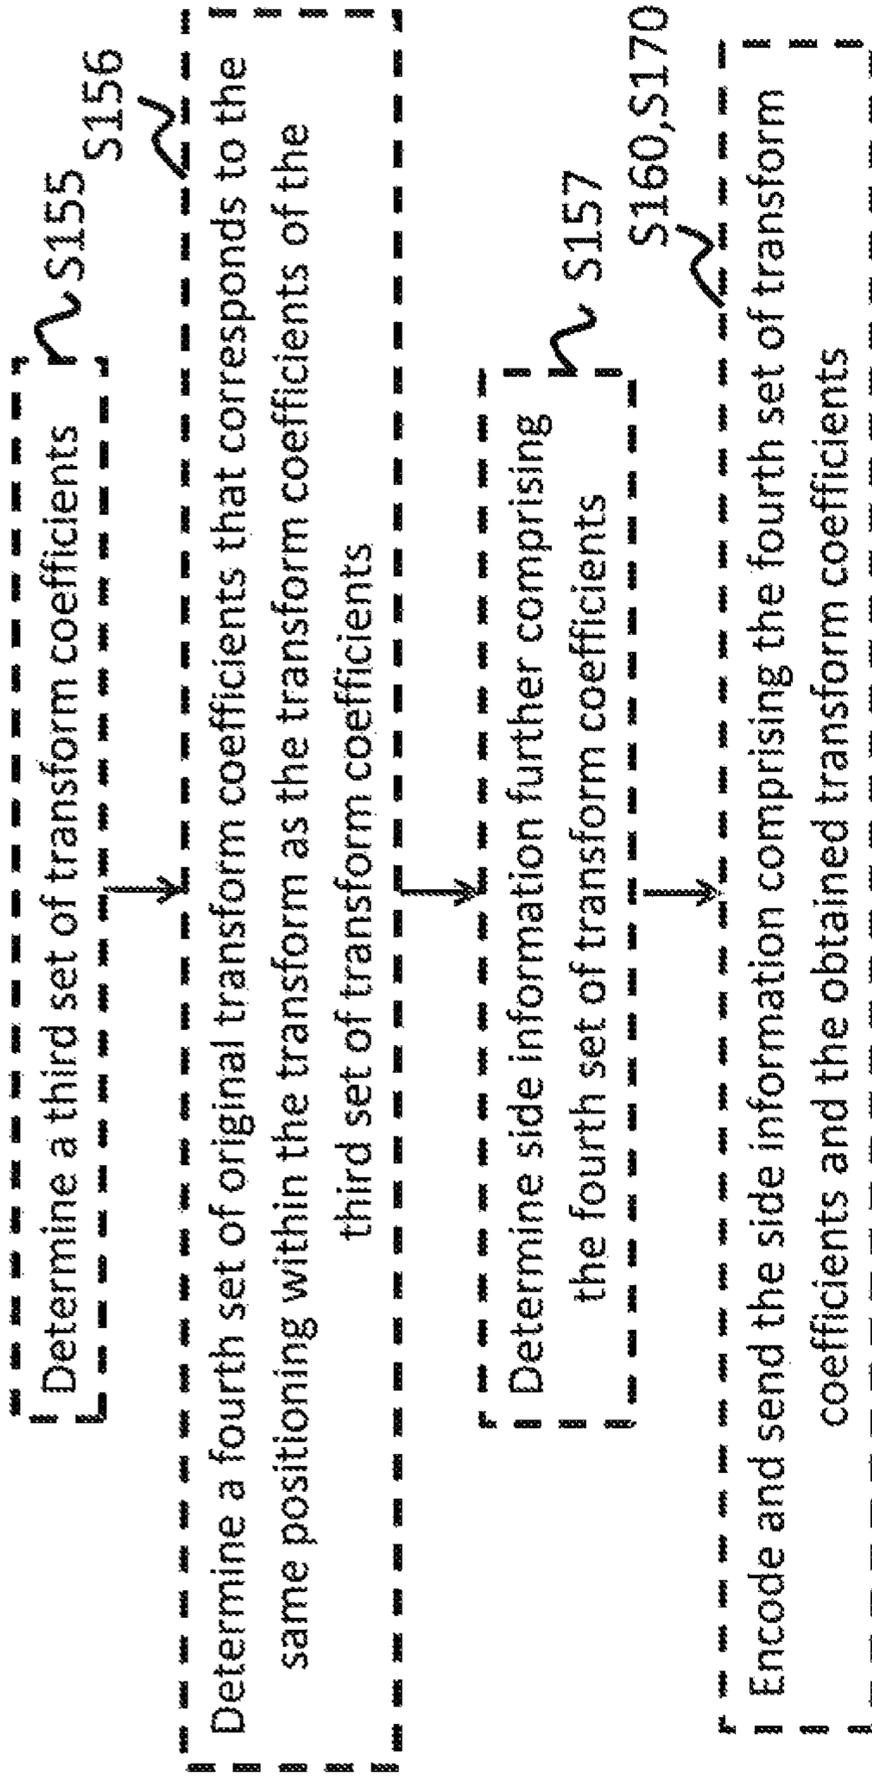 Determine a third set of transform coefficients
S155
S156
Determine a fourth set of original transform coefficients that corresponds to the
same positioning within the transform as the transform coefficients of the
third set of transform coefficients
S157
Determine side information further comprising
the fourth set of transform coefficients
S160,S170
Encode and send the side information comprising the fourth set of transform
coefficients and the obtained transform coefficients